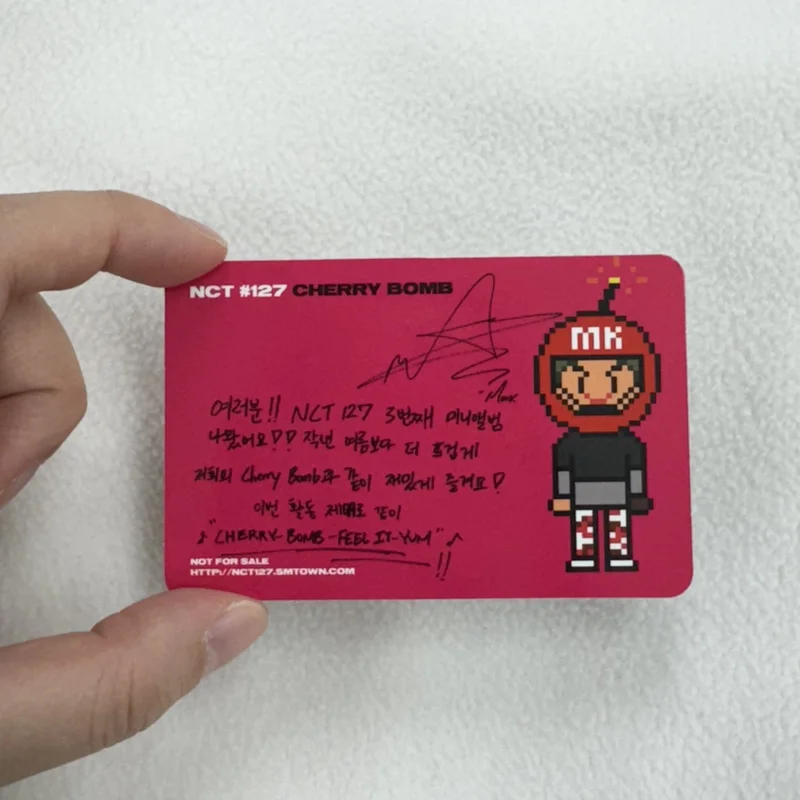 NCT #127 CHERRY BOMB
MK
-Mark
여러분!! NCT 127 3번째 미니앨범
나왔어요!! 작년 여름보다 더 뜨겁게
저희의 Cherry Bomb과 같이 재밌게 즐겨요!
이번 활동 제대로 같이
♪ "CHERRY-BOMB-FEEL IT-YUM" ♪ !!
NOT FOR SALE
HTTP://NCT127.SMTOWN.COM